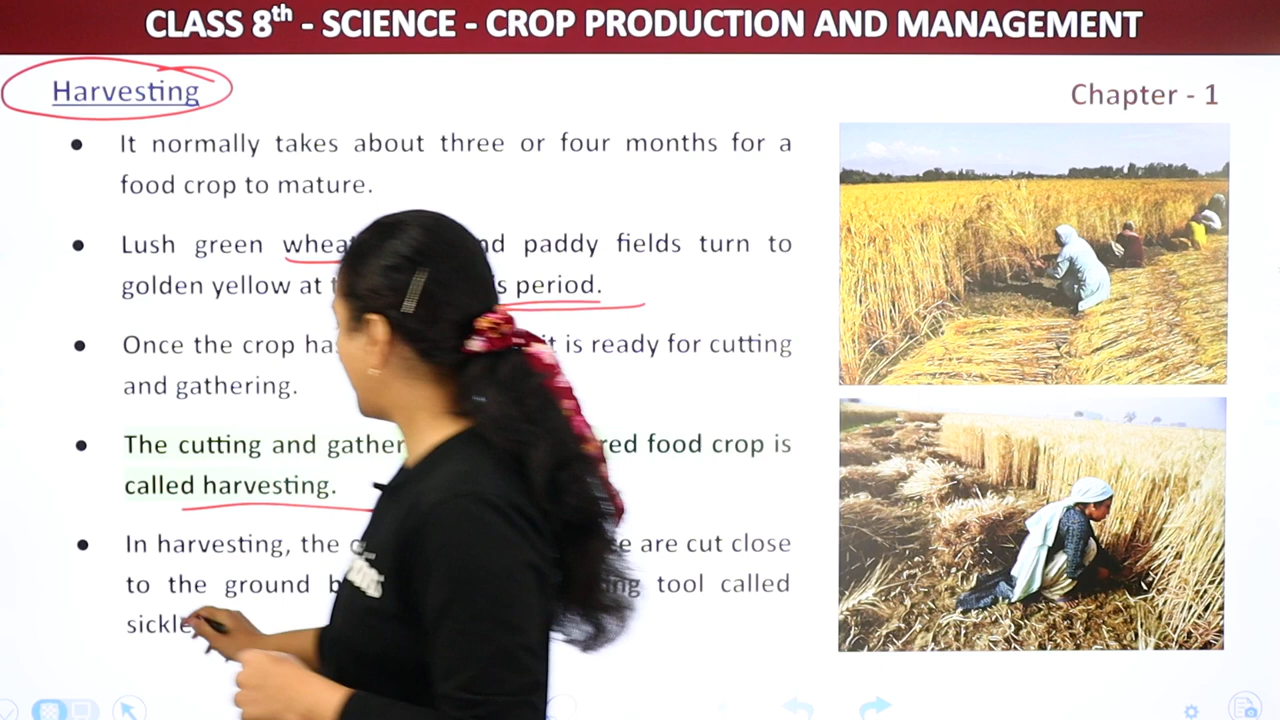 CLASS 8th - SCIENCE - CROP PRODUCTION AND MANAGEMENT
Harvesting
Chapter - 1
● It normally takes about three or four months for a
food crop to mature.
● Lush green nd paddy fields turn to
golden yellow at period.
● Once the crop it is ready for cutting
and gathering.
● The cutting and food crop is
called harvesting.
● In harvesting, the are cut close
to the ground tool called
sickle